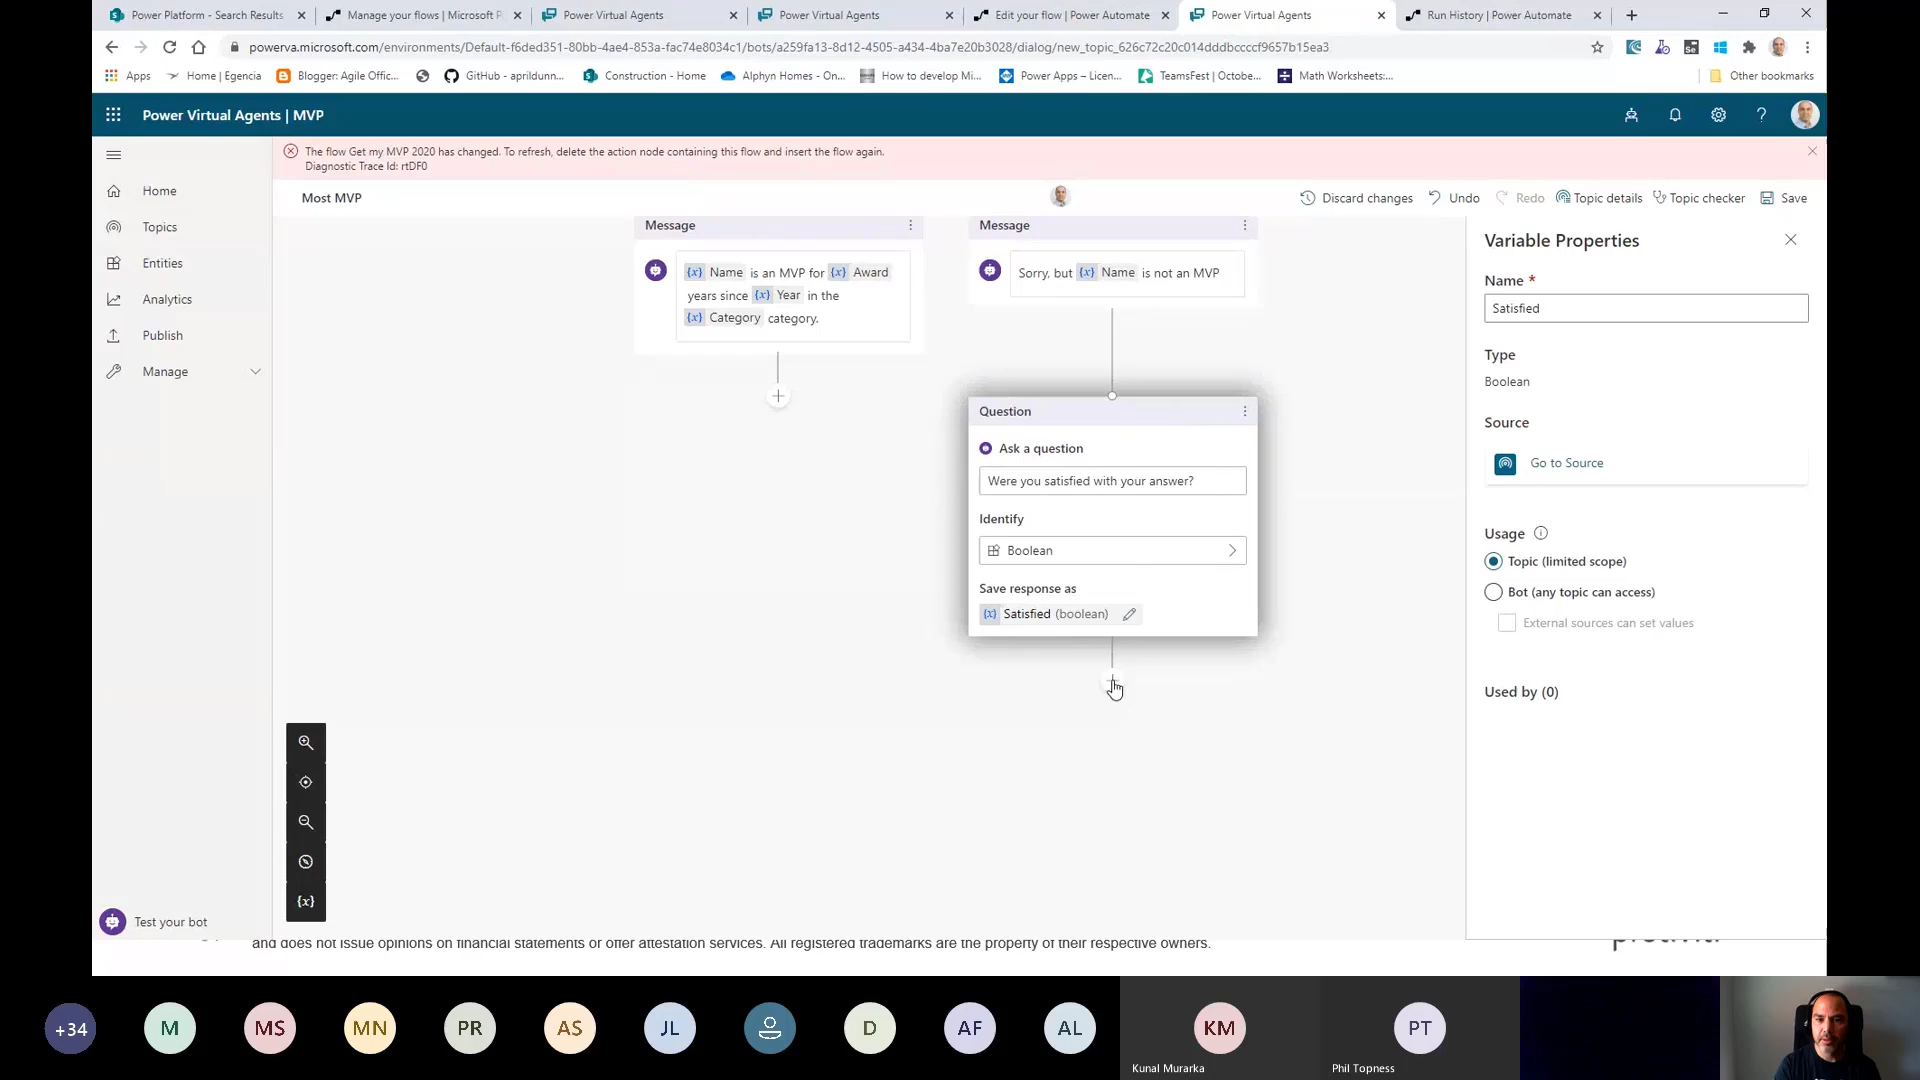 Power Platform - Search Results
Manage your flows | Microsoft P
Power Virtual Agents
Power Virtual Agents
Edit your flow | Power Automate
Power Virtual Agents
Run History | Power Automate
powerva.microsoft.com/environments/Default-f6ded351-80bb-4ae4-853a-fac74e8034c1/bots/a259fa13-8d12-4505-a434-4ba7e20b3028/dialog/new_topic_626c72c20c014dddbccccf9657b15ea3
Apps
Home | Egencia
Blogger: Agile Offic...
GitHub - aprildunn...
Construction - Home
Alphyn Homes - On...
How to develop Mi...
Power Apps – Licen...
TeamsFest | Octobe...
Math Worksheets:...
Other bookmarks
Power Virtual Agents | MVP
The flow Get my MVP 2020 has changed. To refresh, delete the action node containing this flow and insert the flow again.
Diagnostic Trace Id: rtDF0
Most MVP
Discard changes
Undo
Redo
Topic details
Topic checker
Save
Home
Topics
Entities
Analytics
Publish
Manage
Test your bot
Message
{x} Name is an MVP for {x} Award
years since {x} Year in the
{x} Category category.
Message
Sorry, but {x} Name is not an MVP
Question
Ask a question
Were you satisfied with your answer?
Identify
Boolean
Save response as
{x} Satisfied (boolean)
{x}
Variable Properties
Name *
Satisfied
Type
Boolean
Source
Go to Source
Usage
Topic (limited scope)
Bot (any topic can access)
External sources can set values
Used by (0)
and does not issue opinions on financial statements or offer attestation services. All registered trademarks are the property of their respective owners.
+34
M
MS
MN
PR
AS
JL
D
AF
AL
KM
Kunal Murarka
PT
Phil Topness